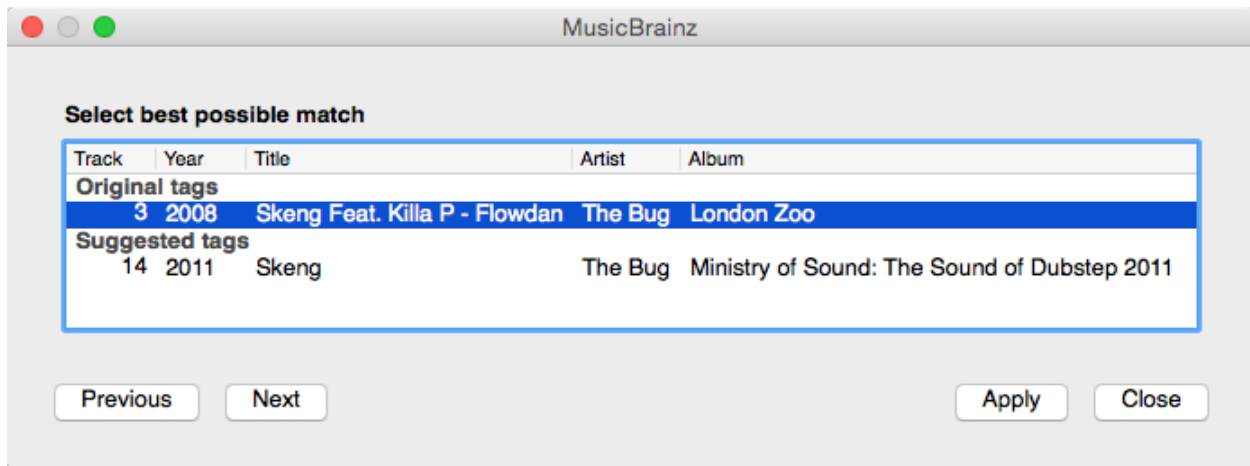 MusicBrainz
Select best possible match
Track Year Title Artist Album
Original tags
3 2008 Skeng Feat. Killa P - Flowdan The Bug London Zoo
Suggested tags
14 2011 Skeng The Bug Ministry of Sound: The Sound of Dubstep 2011
Previous Next Apply Close